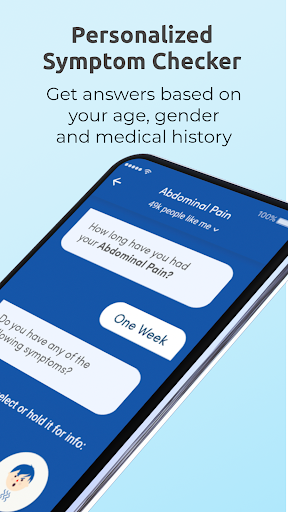 Personalized
Symptom Checker
Get answers based on
your age, gender
and medical history
100%
Abdominal Pain
49k people like me
How long have you had
your Abdominal Pain?
One Week
Do you have any of the
lowing symptoms?
elect or hold it for info: